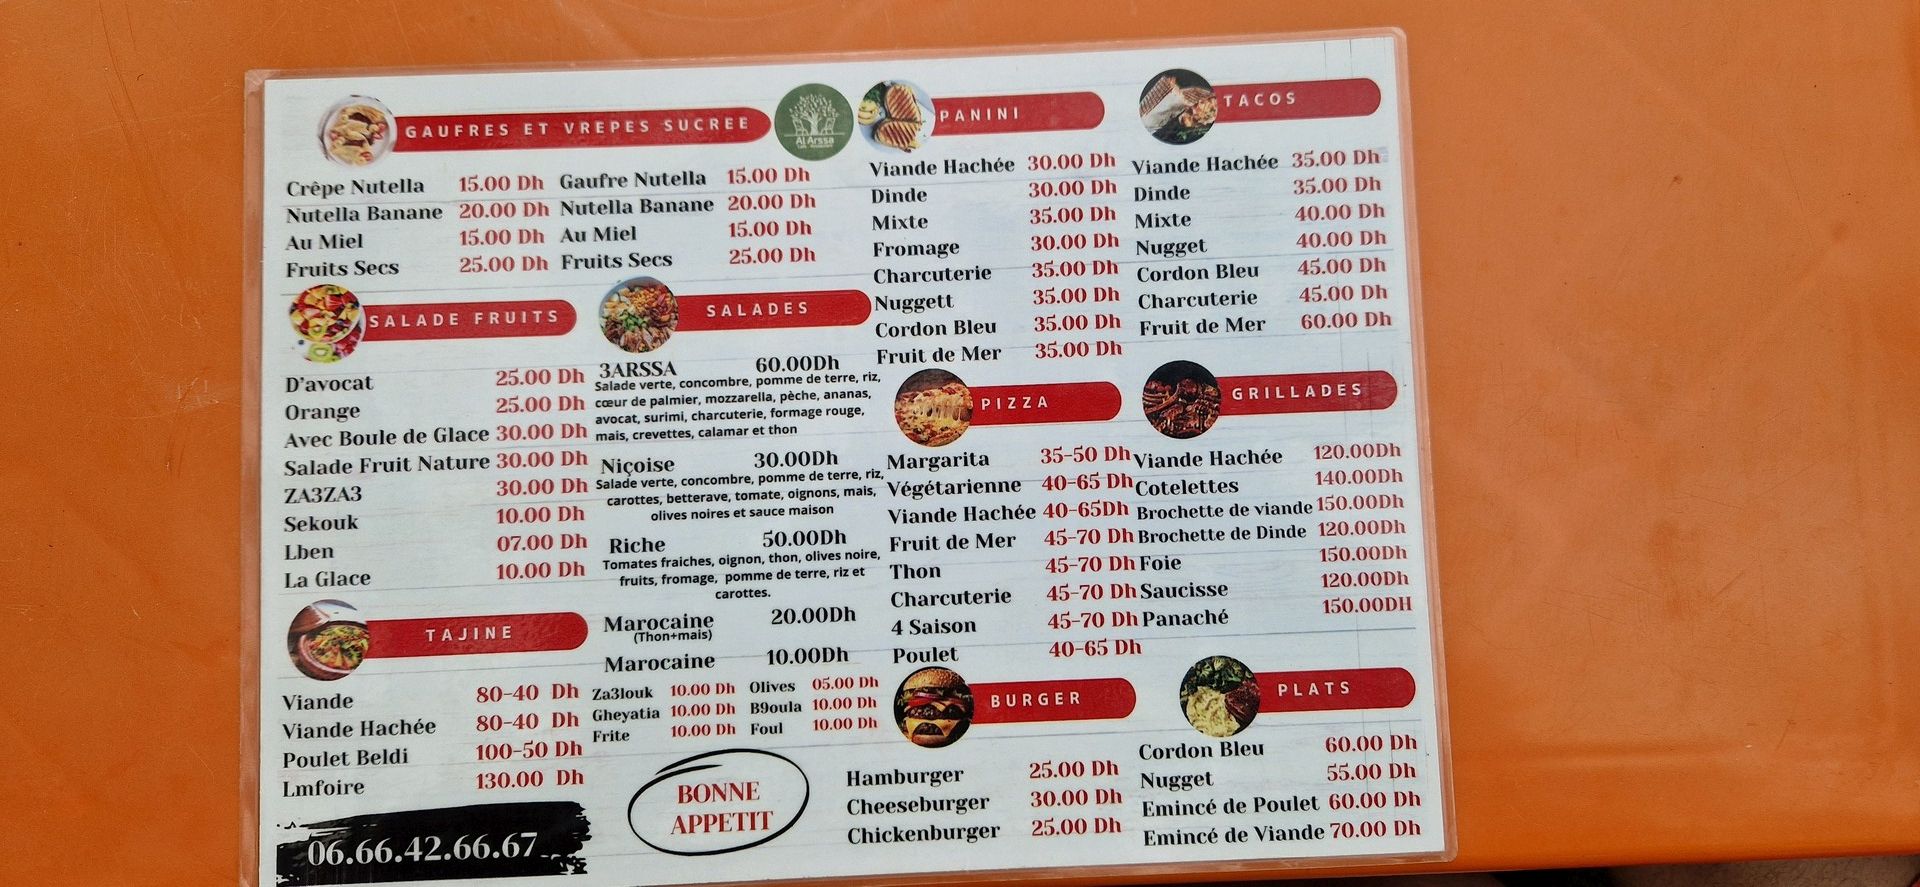 GAUFRES ET VREPES SUCREE
Crêpe Nutella 15.00 Dh Gaufre Nutella 15.00 Dh
Nutella Banane 20.00 Dh Nutella Banane 20.00 Dh
Au Miel 15.00 Dh Au Miel 15.00 Dh
Fruits Secs 25.00 Dh Fruits Secs 25.00 Dh
Al Arssa
SALADE FRUITS
D'avocat 25.00 Dh
Orange 25.00 Dh
Avec Boule de Glace 30.00 Dh
Salade Fruit Nature 30.00 Dh
ZA3ZA3 30.00 Dh
Sekouk 10.00 Dh
Lben 07.00 Dh
La Glace 10.00 Dh
TAJINE
Viande 80-40 Dh
Viande Hachée 80-40 Dh
Poulet Beldi 100-50 Dh
Lmfoire 130.00 Dh
06.66.42.66.67
SALADES
3ARSSA 60.00Dh
Salade verte, concombre, pomme de terre, riz,
cœur de palmier, mozzarella, pèche, ananas,
avocat, surimi, charcuterie, formage rouge,
mais, crevettes, calamar et thon
Niçoise 30.00Dh
Salade verte, concombre, pomme de terre, riz,
carottes, betterave, tomate, oignons, mais,
olives noires et sauce maison
Riche 50.00Dh
Tomates fraiches, oignon, thon, olives noire,
fruits, fromage, pomme de terre, riz et
carottes.
Marocaine 20.00Dh
(Thon+mais)
Marocaine 10.00Dh
Za3louk 10.00 Dh Olives 05.00 Dh
Gheyatia 10.00 Dh B9oula 10.00 Dh
Frite 10.00 Dh Foul 10.00 Dh
BONNE
APPETIT
PANINI
Viande Hachée 30.00 Dh
Dinde 30.00 Dh
Mixte 35.00 Dh
Fromage 30.00 Dh
Charcuterie 35.00 Dh
Nuggett 35.00 Dh
Cordon Bleu 35.00 Dh
Fruit de Mer 35.00 Dh
PIZZA
Margarita 35-50 Dh
Végétarienne 40-65 Dh
Viande Hachée 40-65Dh
Fruit de Mer 45-70 Dh
Thon 45-70 Dh
Charcuterie 45-70 Dh
4 Saison 45-70 Dh
Poulet 40-65 Dh
BURGER
Hamburger 25.00 Dh
Cheeseburger 30.00 Dh
Chickenburger 25.00 Dh
TACOS
Viande Hachée 35.00 Dh
Dinde 35.00 Dh
Mixte 40.00 Dh
Nugget 40.00 Dh
Cordon Bleu 45.00 Dh
Charcuterie 45.00 Dh
Fruit de Mer 60.00 Dh
GRILLADES
Viande Hachée 120.00Dh
Cotelettes 140.00Dh
Brochette de viande 150.00Dh
Brochette de Dinde 120.00Dh
Foie 150.00Dh
Saucisse 120.00Dh
Panaché 150.00DH
PLATS
Cordon Bleu 60.00 Dh
Nugget 55.00 Dh
Emincé de Poulet 60.00 Dh
Emincé de Viande 70.00 Dh